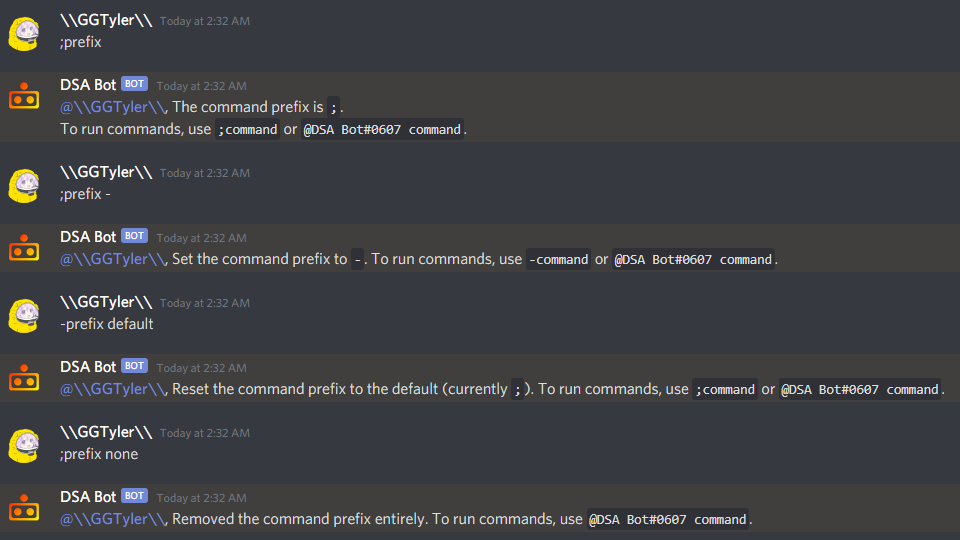 \\GGTyler\\ Today at 2:32 AM
;prefix
DSA Bot BOT Today at 2:32 AM
@\\GGTyler\\, The command prefix is ;.
To run commands, use ;command or @DSA Bot#0607 command.
\\GGTyler\\ Today at 2:32 AM
;prefix -
DSA Bot BOT Today at 2:32 AM
@\\GGTyler\\, Set the command prefix to -. To run commands, use -command or @DSA Bot#0607 command.
\\GGTyler\\ Today at 2:32 AM
-prefix default
DSA Bot BOT Today at 2:32 AM
@\\GGTyler\\, Reset the command prefix to the default (currently ;). To run commands, use ;command or @DSA Bot#0607 command.
\\GGTyler\\ Today at 2:32 AM
;prefix none
DSA Bot BOT Today at 2:32 AM
@\\GGTyler\\, Removed the command prefix entirely. To run commands, use @DSA Bot#0607 command.